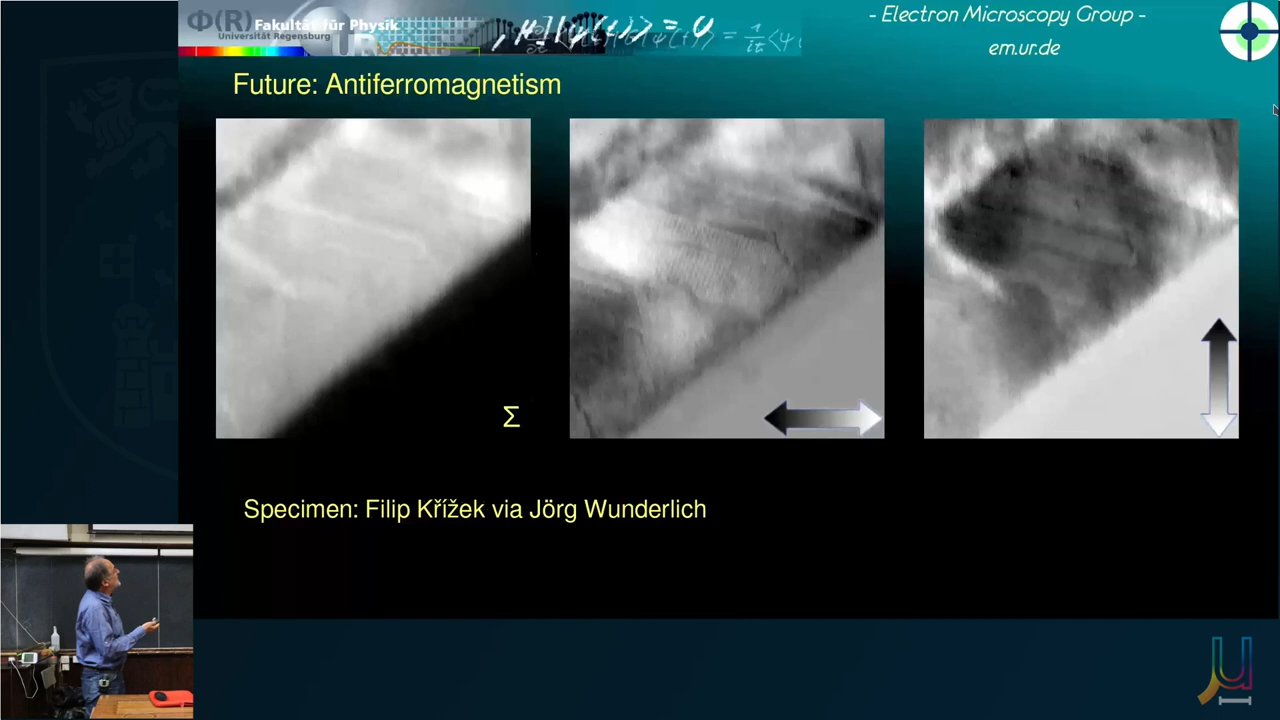 Φ(R) Fakultät für Physik
Universität Regensburg
UR
- Electron Microscopy Group -
em.ur.de
Future: Antiferromagnetism
Σ
Specimen: Filip Křížek via Jörg Wunderlich